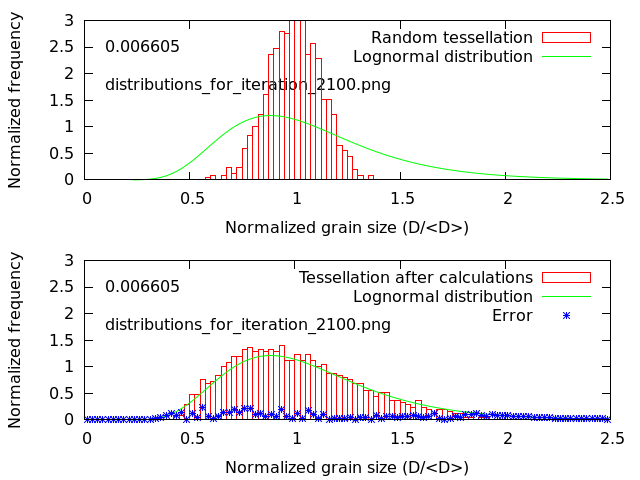 Normalized frequency
3
2.5
2
1.5
1
0.5
0
0.006605
distributions_for_iteration_2100.png
Random tessellation
Lognormal distribution
0 0.5 1 1.5 2 2.5
Normalized grain size (D/<D>)
Normalized frequency
3
2.5
2
1.5
1
0.5
0
0.006605
distributions_for_iteration_2100.png
Tessellation after calculations
Lognormal distribution
Error
0 0.5 1 1.5 2 2.5
Normalized grain size (D/<D>)